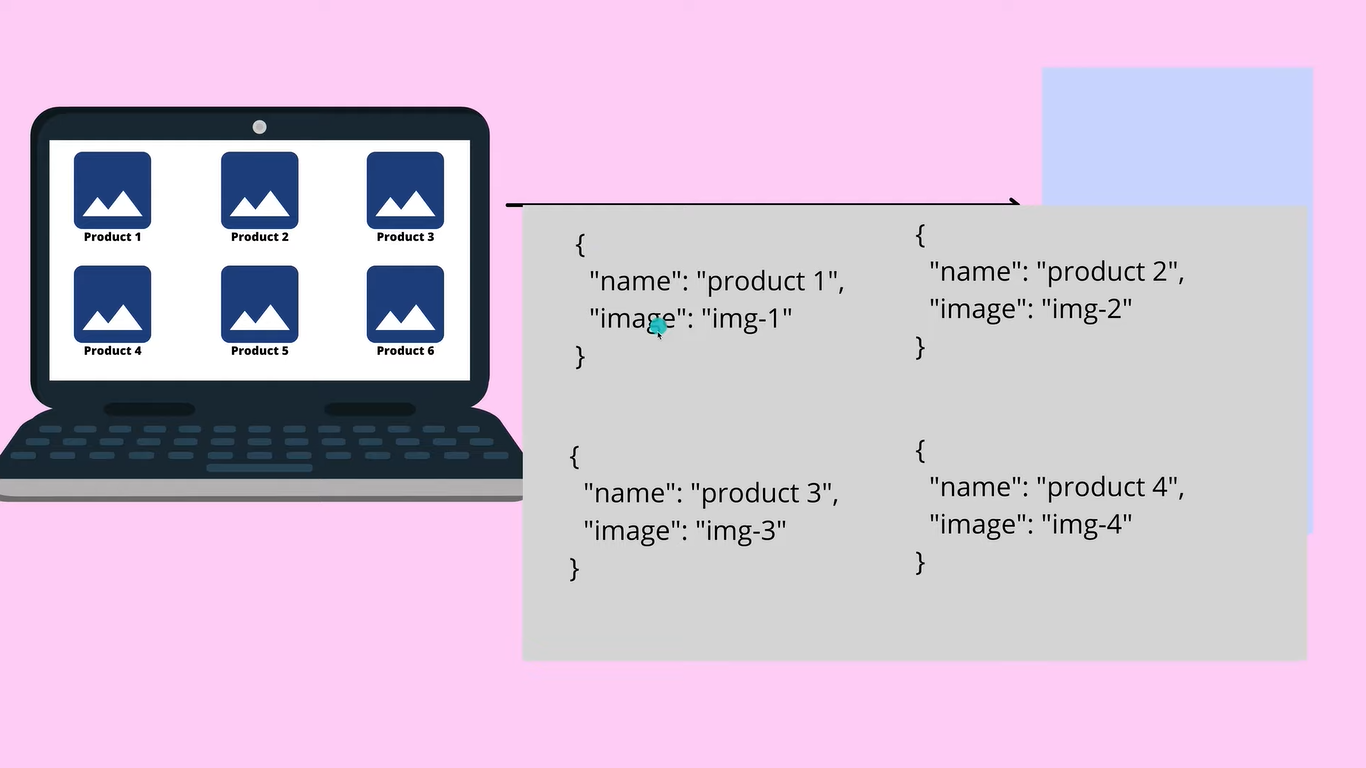 Product 1
Product 2
Product 3
Product 4
Product 5
Product 6
{
"name": "product 1",
"image": "img-1"
}
{
"name": "product 2",
"image": "img-2"
}
{
"name": "product 3",
"image": "img-3"
}
{
"name": "product 4",
"image": "img-4"
}